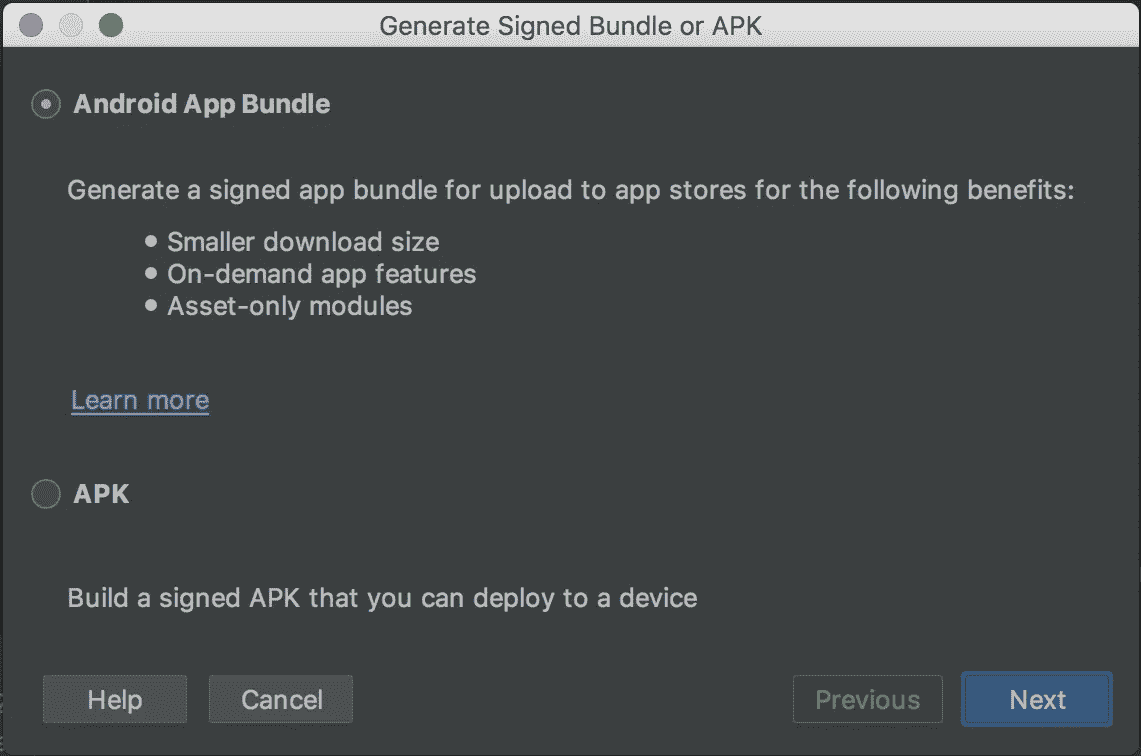 Generate Signed Bundle or APK
Android App Bundle
Generate a signed app bundle for upload to app stores for the following benefits:
• Smaller download size
• On-demand app features
• Asset-only modules
Learn more
APK
Build a signed APK that you can deploy to a device
Help Cancel Previous Next